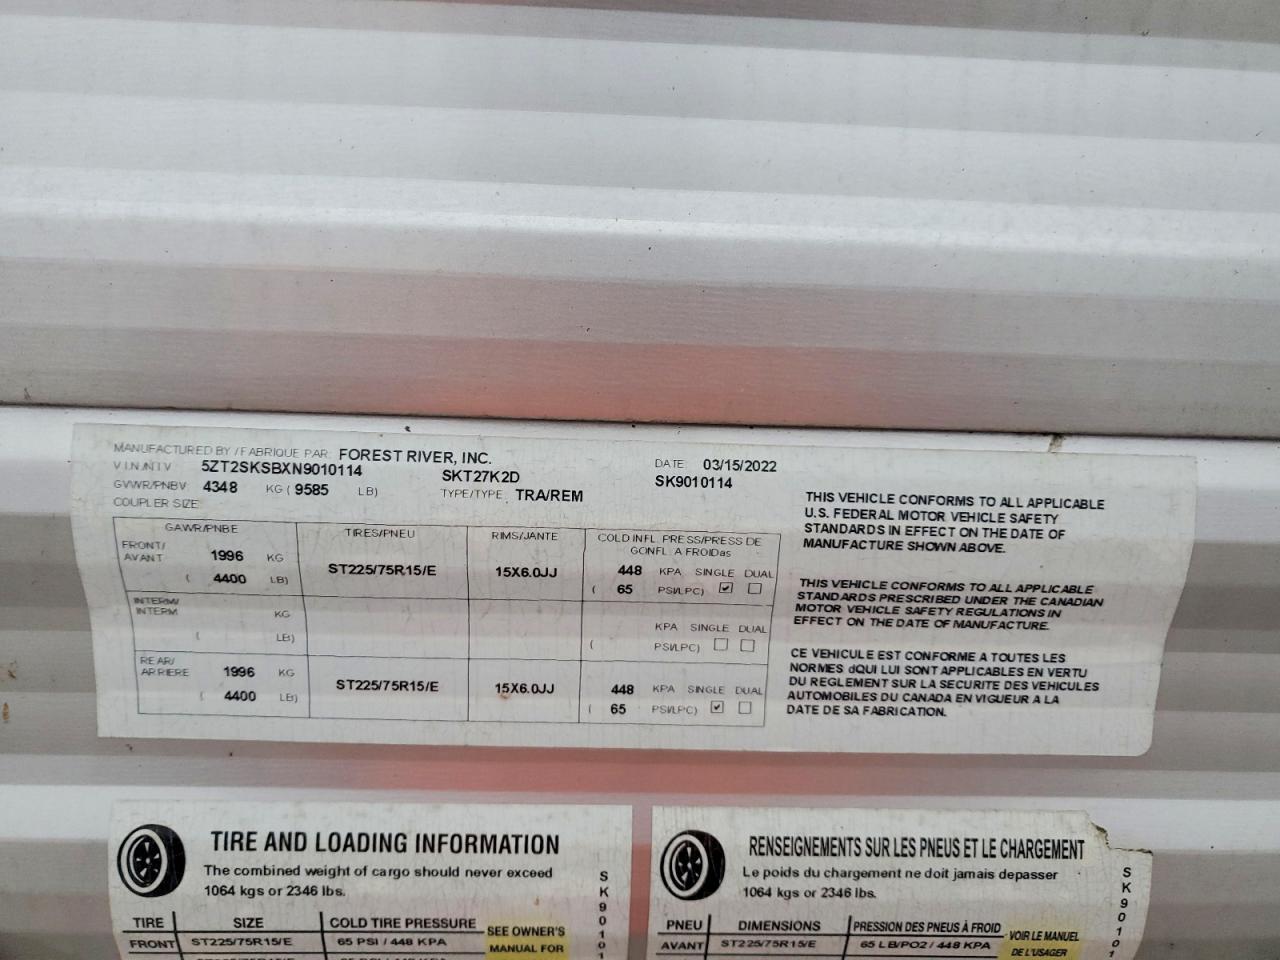 MANUFACTURED BY / FABRIQUE PAR: FOREST RIVER, INC.
V.I.N./N.I.V 5ZT2SKSBXN9010114
SKT27K2D
GVWR/PNBV 4348 KG ( 9585 LB)
TYPE/TYPE TRA/REM
COUPLER SIZE
DATE: 03/15/2022
SK9010114
GAWR/PNBE TIRES/PNEU RIMS/JANTE COLD INFL. PRESS/PRESS DE GONFL. A FROIDas
FRONT/
AVANT 1996 KG
( 4400 LB)
ST225/75R15/E 15X6.0JJ
448 KPA SINGLE DUAL
( 65 PSI/LPC)
INTERM/
INTERM KG
( LB)
KPA SINGLE DUAL
( PSI/LPC)
REAR/
ARRIERE 1996 KG
( 4400 LB)
ST225/75R15/E 15X6.0JJ
448 KPA SINGLE DUAL
( 65 PSI/LPC)
THIS VEHICLE CONFORMS TO ALL APPLICABLE
U.S. FEDERAL MOTOR VEHICLE SAFETY
STANDARDS IN EFFECT ON THE DATE OF
MANUFACTURE SHOWN ABOVE.
THIS VEHICLE CONFORMS TO ALL APPLICABLE
STANDARDS PRESCRIBED UNDER THE CANADIAN
MOTOR VEHICLE SAFETY REGULATIONS IN
EFFECT ON THE DATE OF MANUFACTURE.
CE VEHICULE EST CONFORME A TOUTES LES
NORMES dQUI LUI SONT APPLICABLES EN VERTU
DU REGLEMENT SUR LA SECURITE DES VEHICULES
AUTOMOBILES DU CANADA EN VIGUEUR A LA
DATE DE SA FABRICATION.
TIRE AND LOADING INFORMATION
The combined weight of cargo should never exceed
1064 kgs or 2346 lbs.
TIRE SIZE COLD TIRE PRESSURE
FRONT ST225/75R15/E 65 PSI / 448 KPA
SEE OWNER'S
MANUAL FOR
SK90101
RENSEIGNEMENTS SUR LES PNEUS ET LE CHARGEMENT
Le poids du chargement ne doit jamais depasser
1064 kgs or 2346 lbs.
PNEU DIMENSIONS PRESSION DES PNEUS À FROID
AVANT ST225/75R15/E 65 LB/PO2 / 448 KPA
VOIR LE MANUEL
DE L'USAGER
SK90101